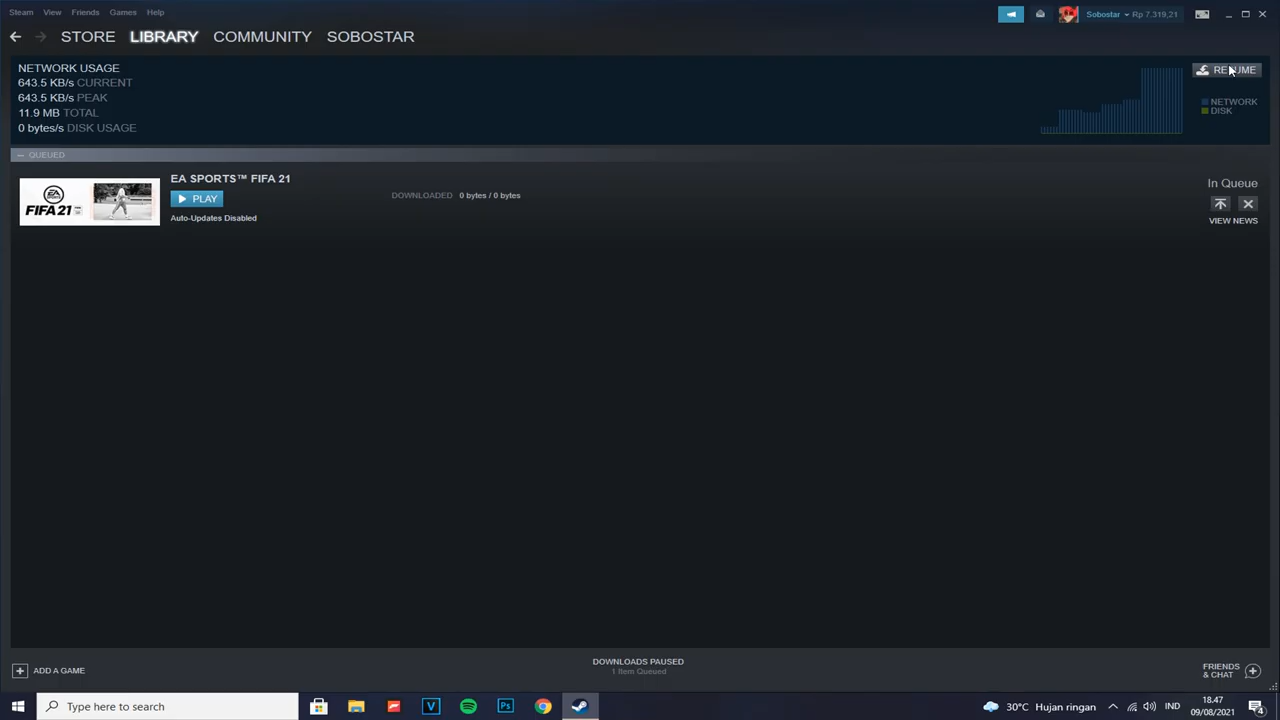 Steam View Friends Games Help
Sobostar Rp 7.319,21
STORE LIBRARY COMMUNITY SOBOSTAR
NETWORK USAGE
643.5 KB/s CURRENT
643.5 KB/s PEAK
11.9 MB TOTAL
0 bytes/s DISK USAGE
RESUME
NETWORK
DISK
QUEUED
EA SPORTS™ FIFA 21
PLAY
Auto-Updates Disabled
DOWNLOADED 0 bytes / 0 bytes
In Queue
VIEW NEWS
EA SPORTS
FIFA 21
ADD A GAME
DOWNLOADS PAUSED
1 Item Queued
FRIENDS
& CHAT
Type here to search
30°C Hujan ringan
IND
18.47
09/08/2021
4